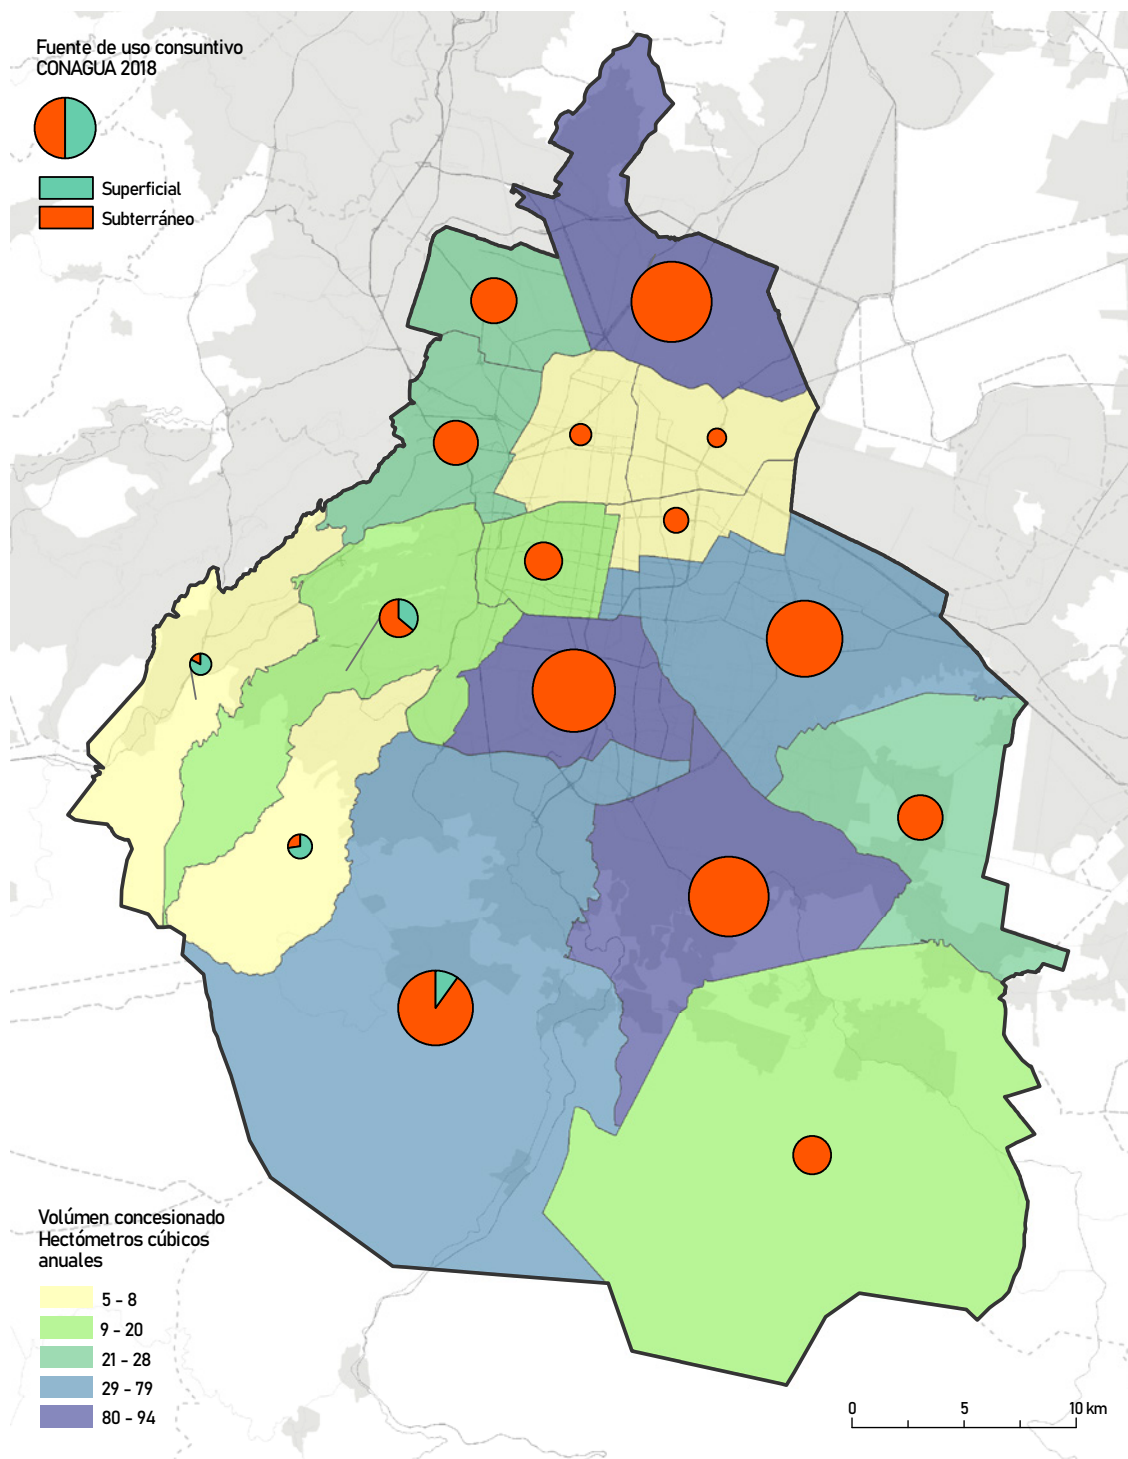 Fuente de uso consuntivo
CONAGUA 2018
Superficial
Subterráneo
Volúmen concesionado
Hectómetros cúbicos
anuales
5 - 8
9 - 20
21 - 28
29 - 79
80 - 94
0 5 10 km